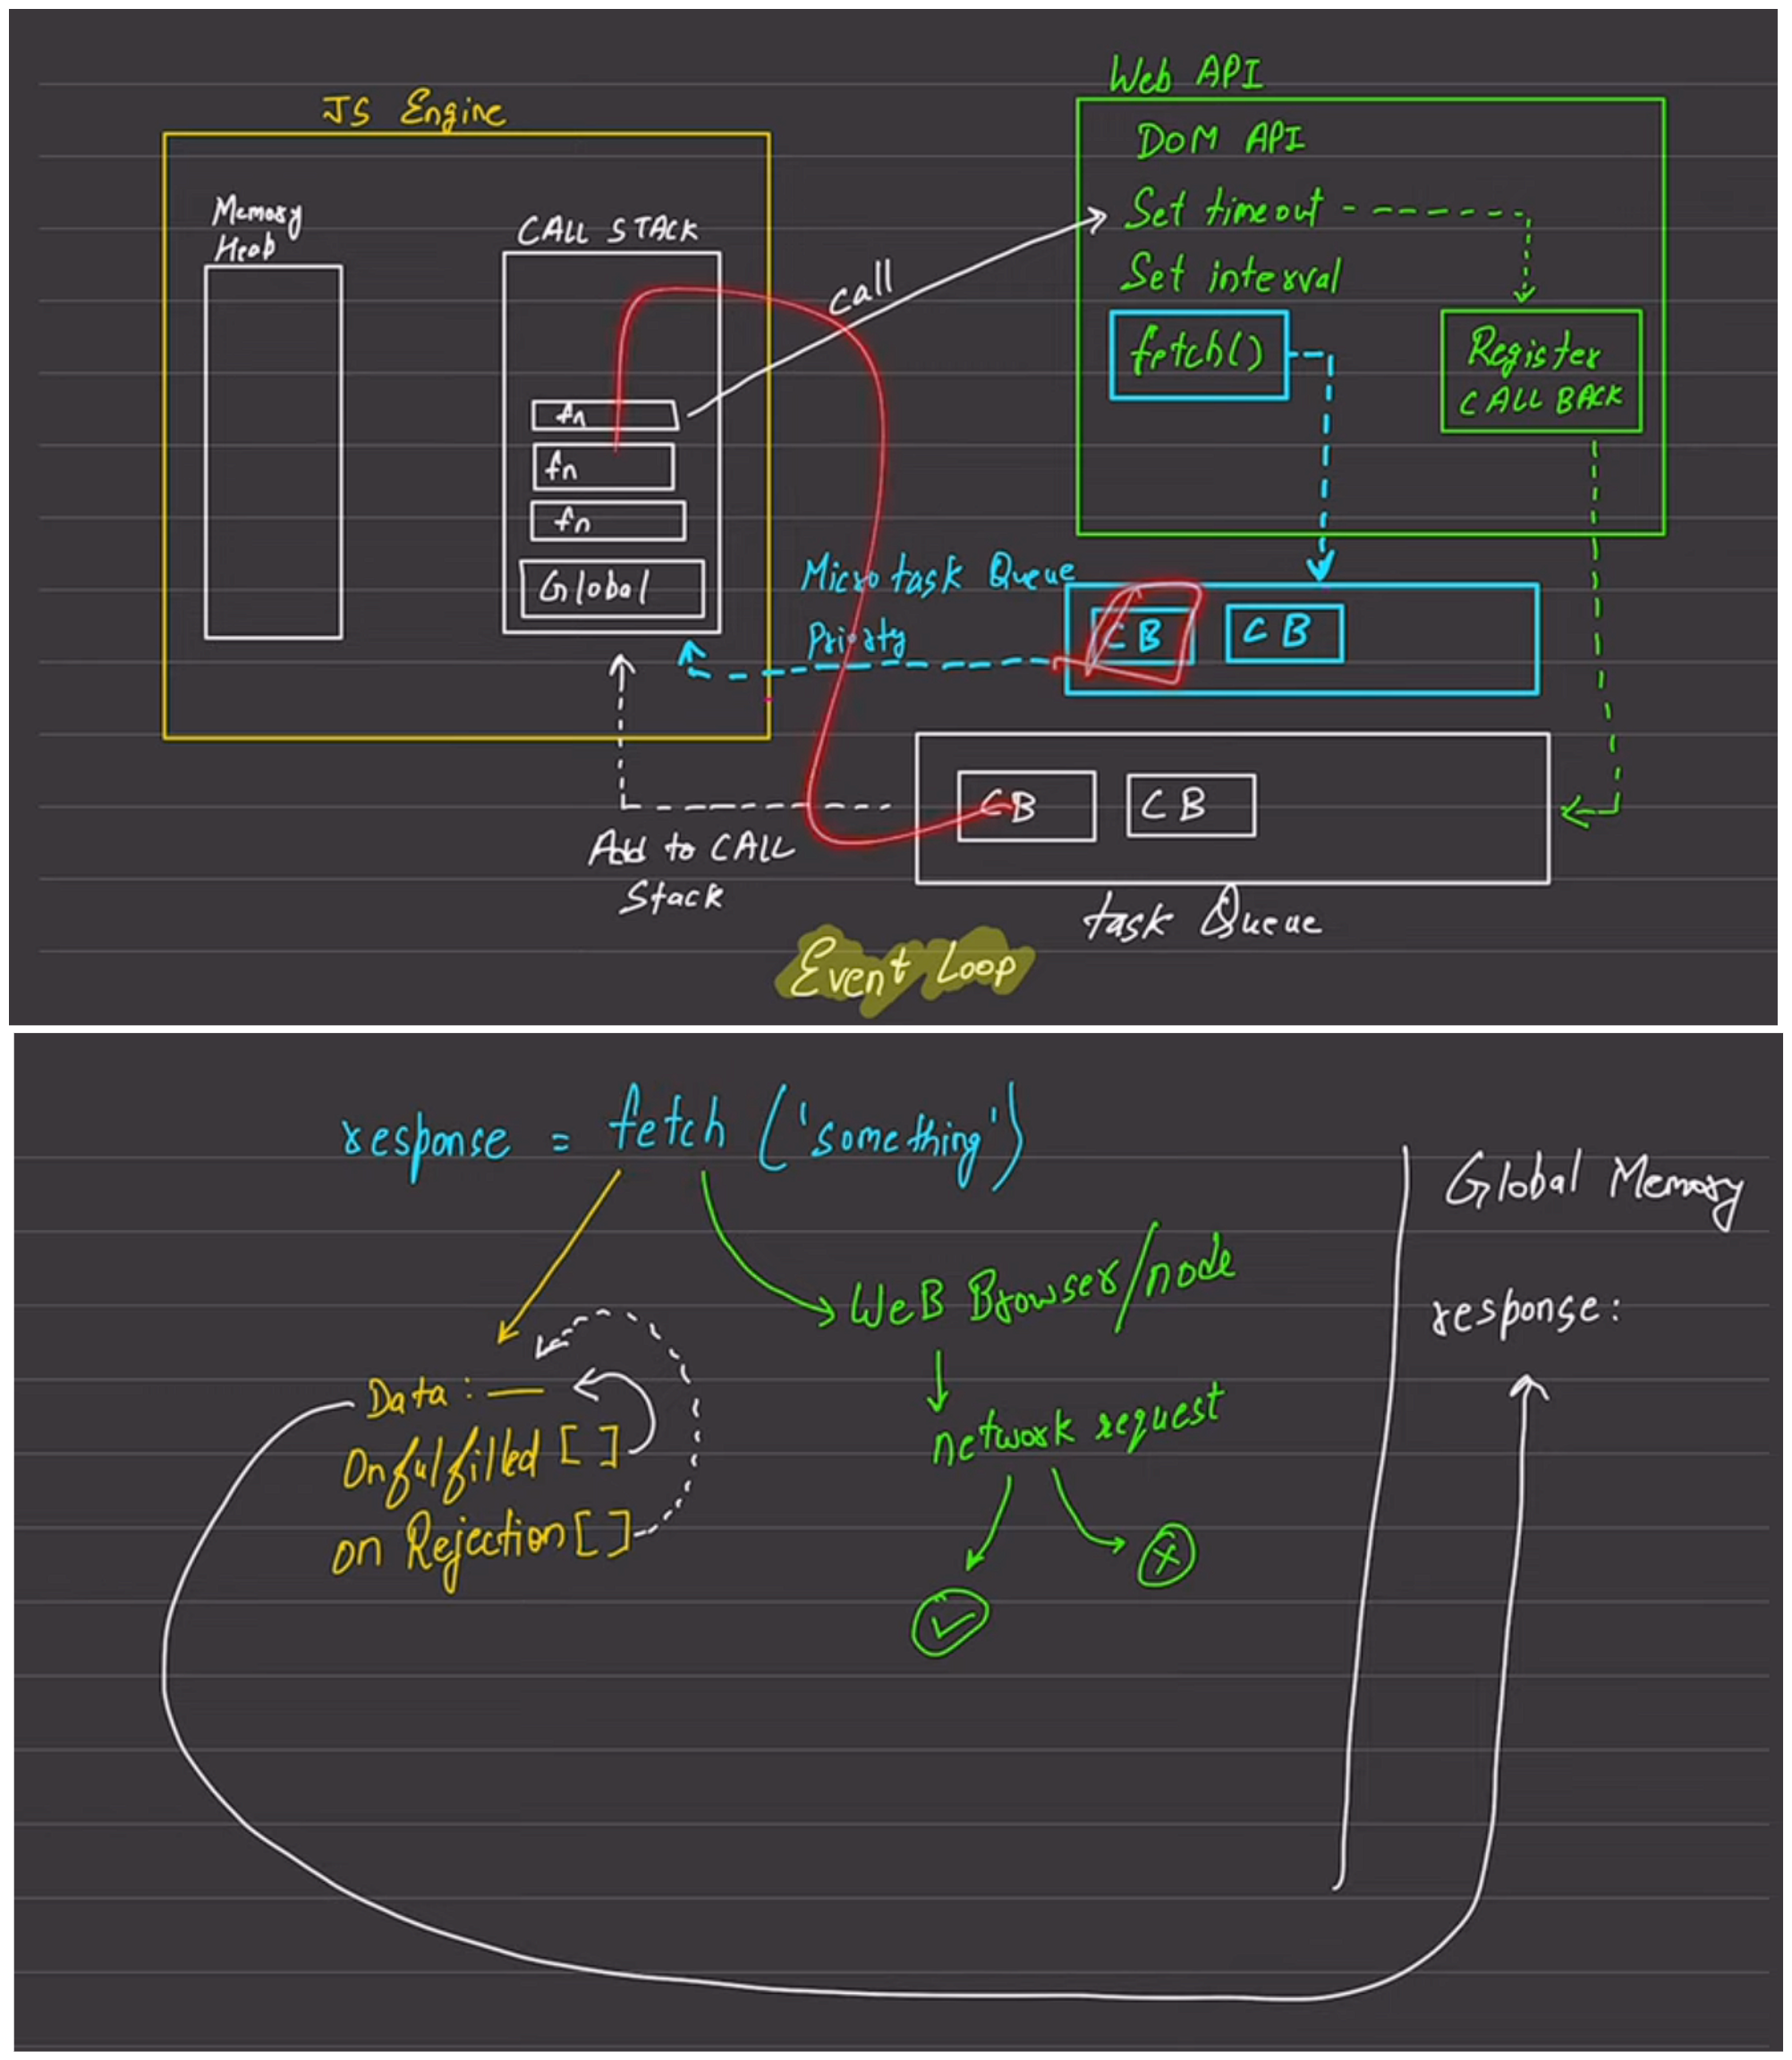 JS Engine
Memory
Heap
CALL STACK
fn
fn
fn
Global
call
Web API
DOM API
Set timeout
Set interval
fetch()
Register
CALL BACK
Micro task Queue
Priority
CB
CB
CB
CB
Add to CALL
Stack
task Queue
Event Loop
response = fetch ('something')
Global Memory
response:
WeB Browser/node
network request
Data : —
Onfulfilled [ ]
on Rejection [ ]